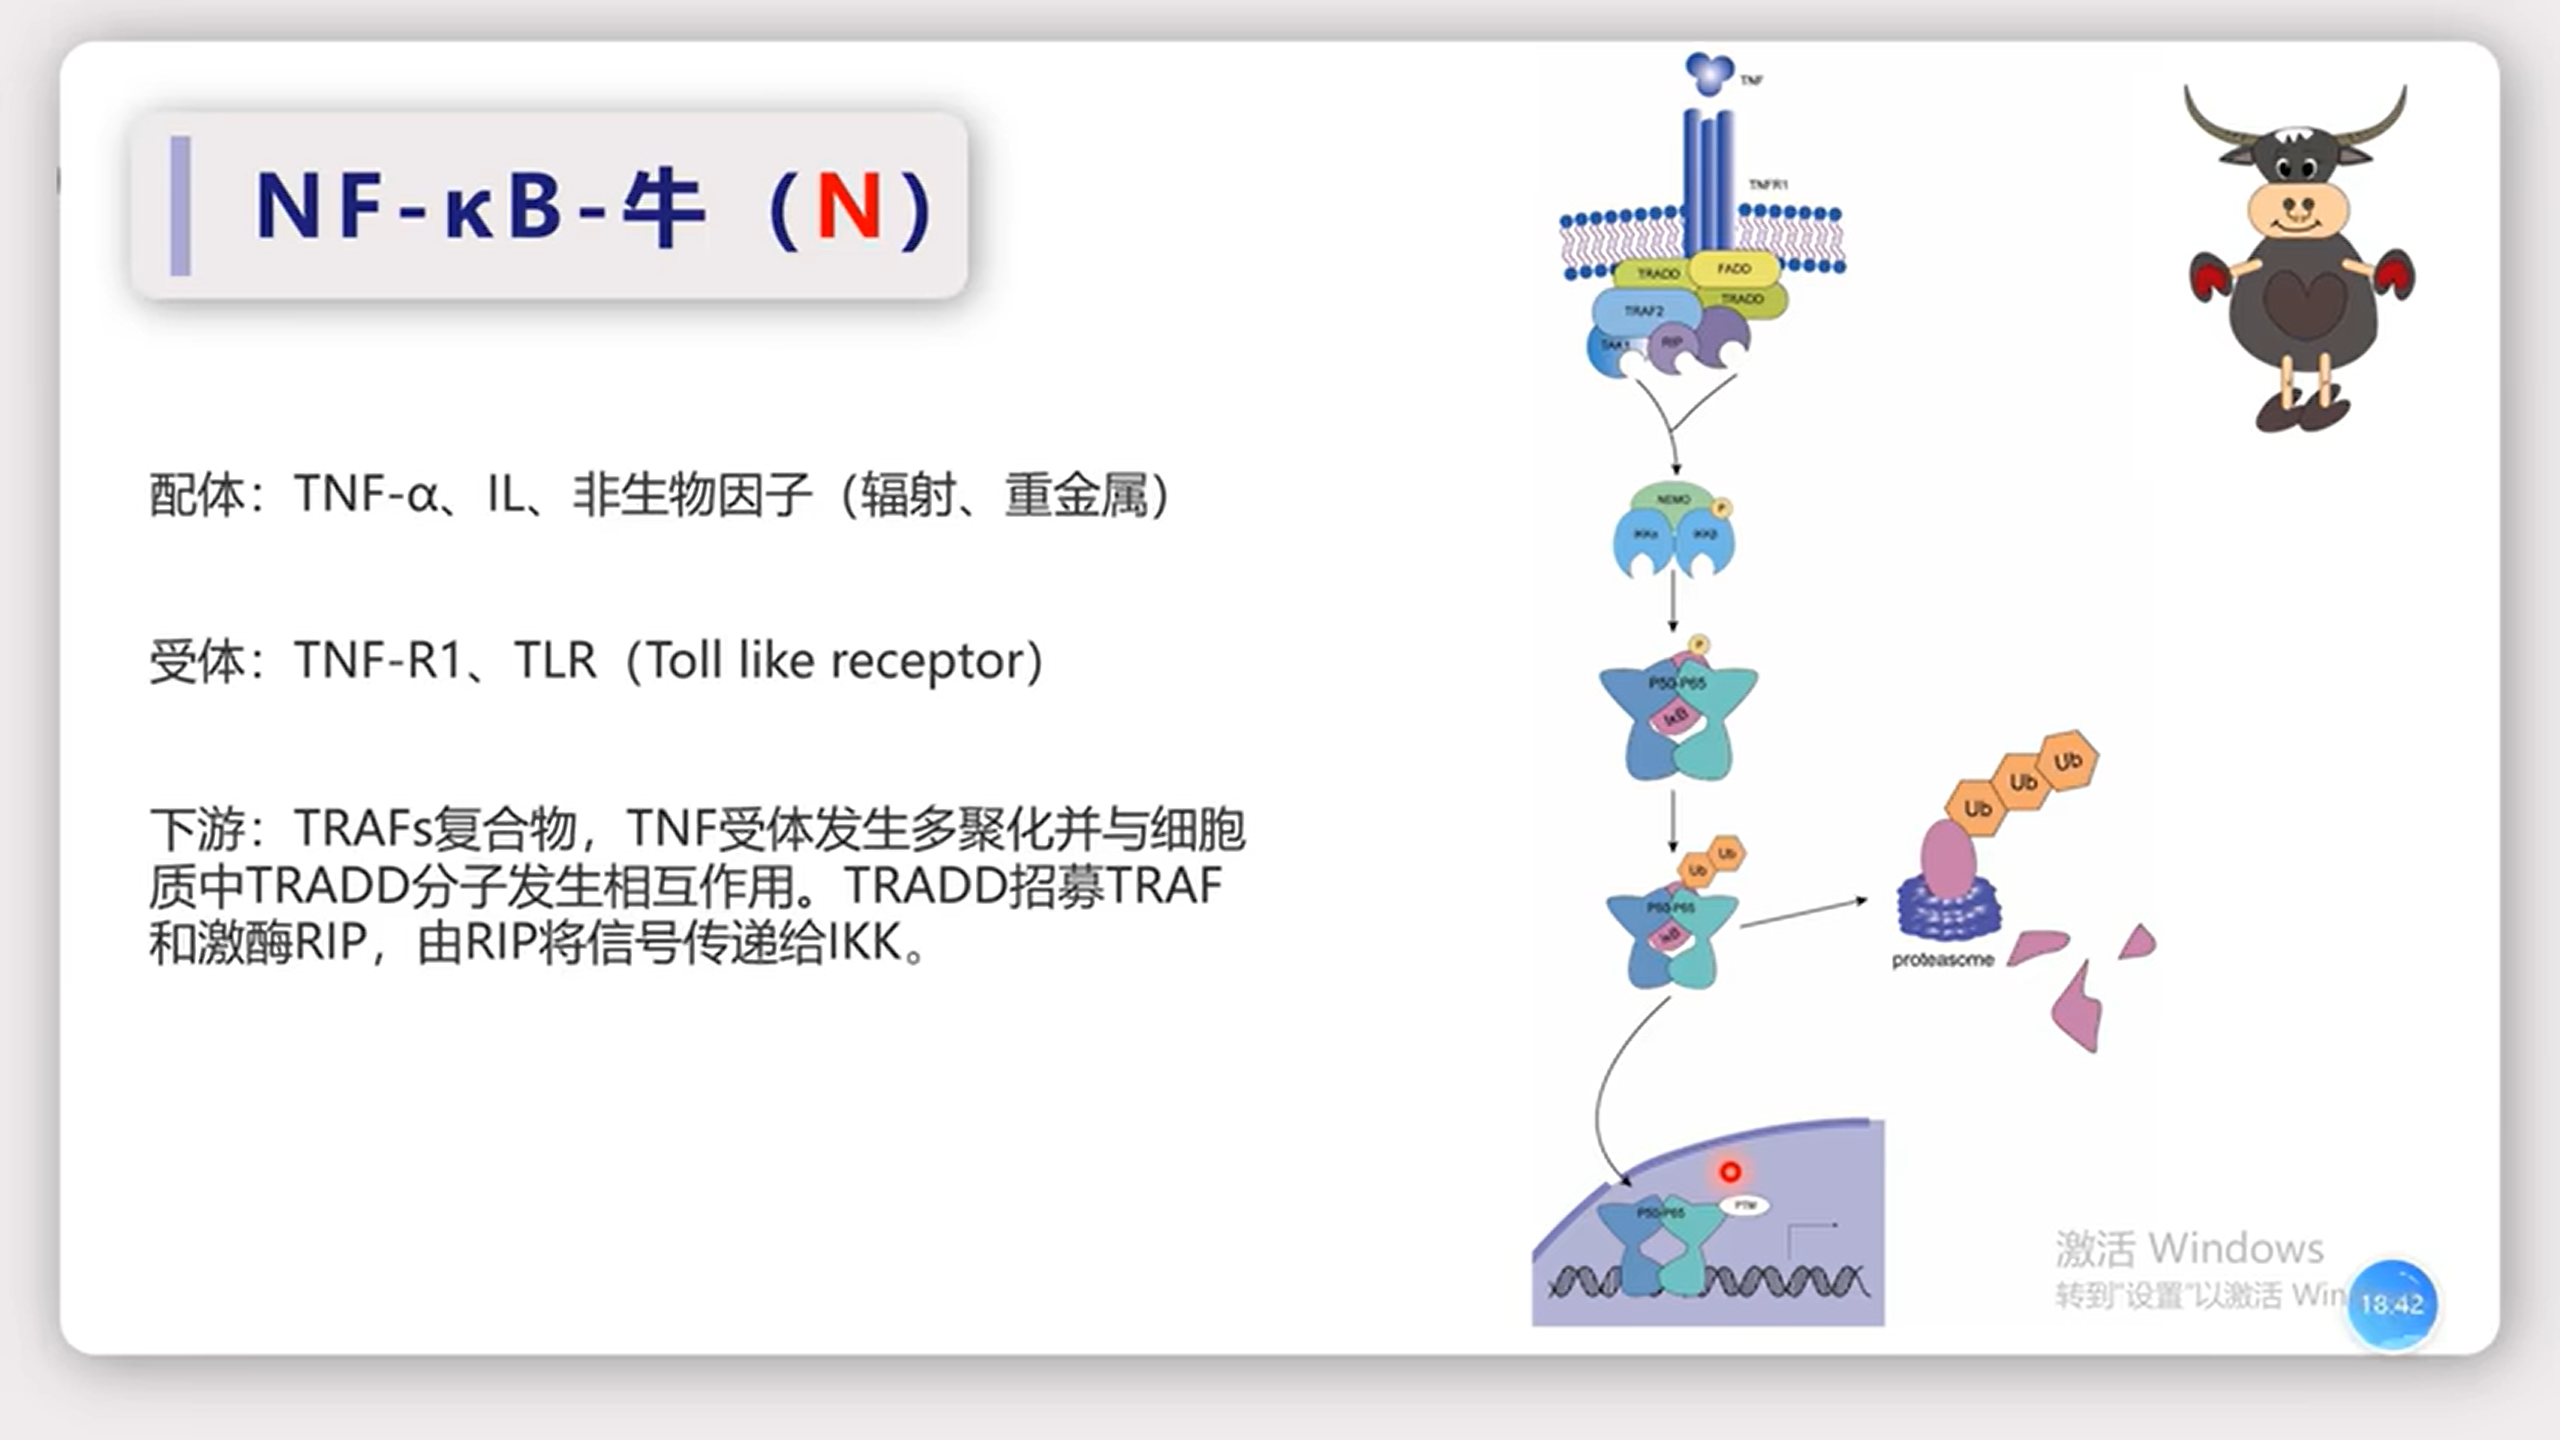 NF-κB-牛（N）
配体：TNF-α、IL、非生物因子（辐射、重金属）
受体：TNF-R1、TLR（Toll like receptor）
下游：TRAFs复合物，TNF受体发生多聚化并与细胞
质中TRADD分子发生相互作用。TRADD招募TRAF
和激酶RIP，由RIP将信号传递给IKK。
TNF
TNFR1
TRADD
FADD
TRADD
TRAF2
TAK1
RIP
NEMO
P
IKKα
IKKβ
P
P50-P65
IκB
Ub
Ub
P50-P65
IκB
Ub
Ub
Ub
proteasome
P50-P65
PTM
激活 Windows
转到"设置"以激活 Win
18:42